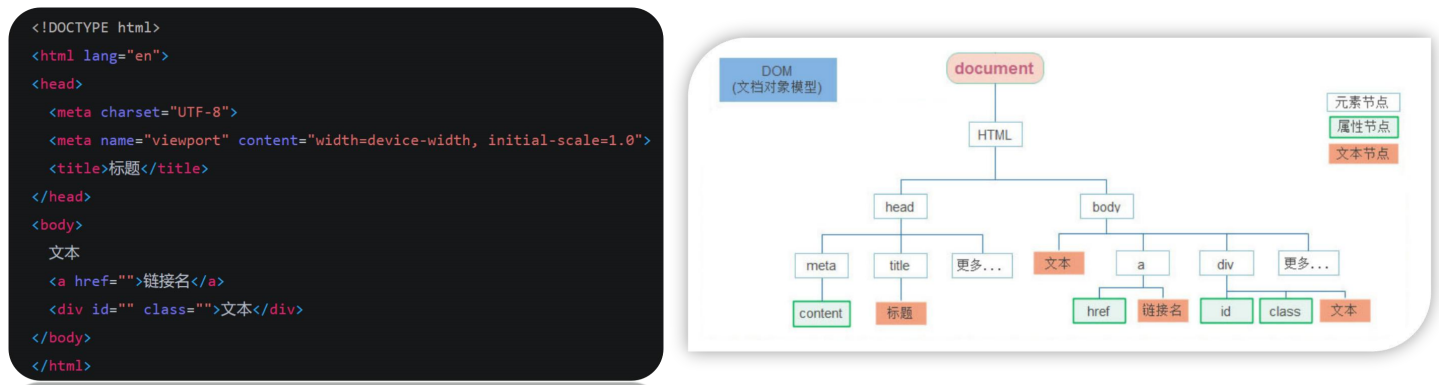 <!DOCTYPE html>
<html lang="en">
<head>
<meta charset="UTF-8">
<meta name="viewport" content="width=device-width, initial-scale=1.0">
<title>标题</title>
</head>
<body>
文本
<a href="">链接名</a>
<div id="" class="">文本</div>
</body>
</html>
DOM
(文档对象模型)
document
元素节点
属性节点
文本节点
HTML
head body
meta title 更多... 文本 a div 更多...
content 标题 href 链接名 id class 文本